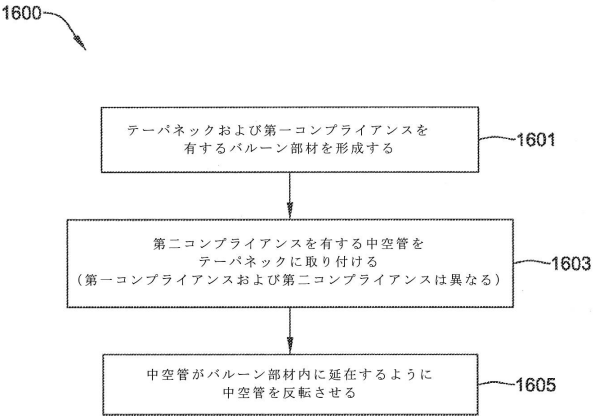 1600
テーパネックおよび第一コンプライアンスを
有するバルーン部材を形成する
1601
第二コンプライアンスを有する中空管を
テーパネックに取り付ける
（第一コンプライアンスおよび第二コンプライアンスは異なる）
1603
中空管がバルーン部材内に延在するように
中空管を反転させる
1605